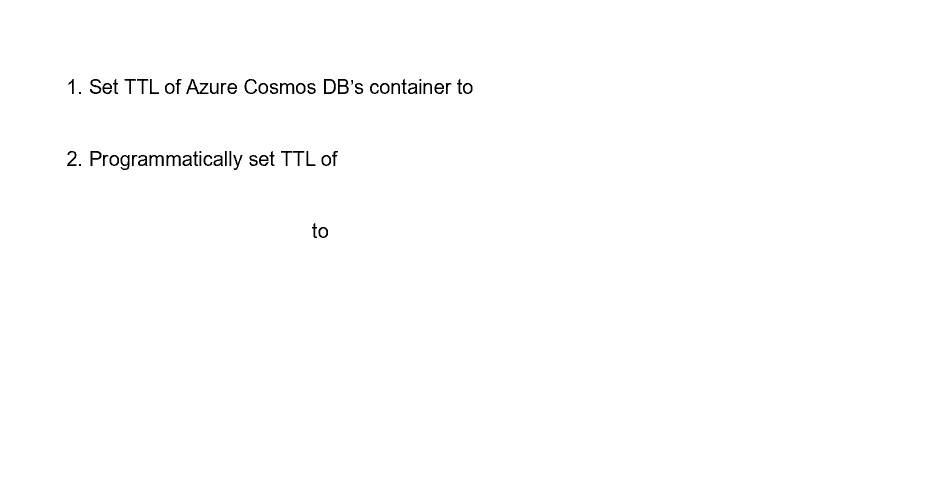 1. Set TTL of Azure Cosmos DB’s container to
2. Programmatically set TTL of
to